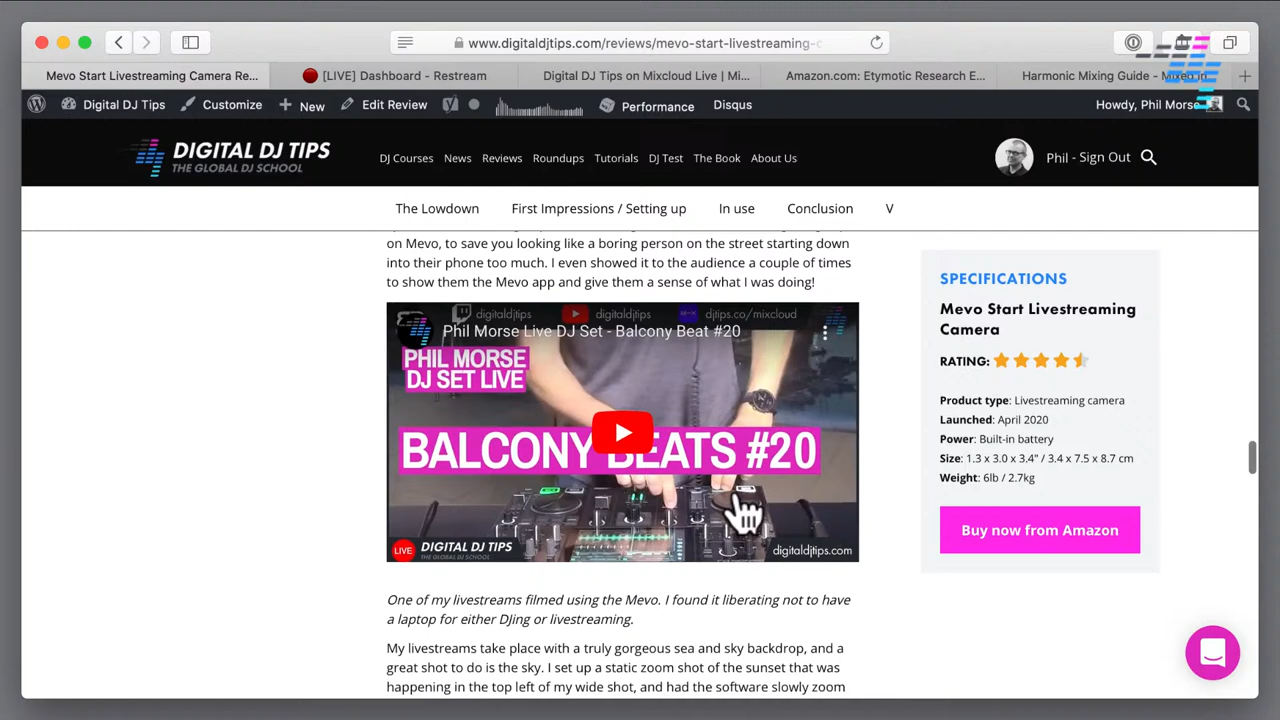 www.digitaldjtips.com/reviews/mevo-start-livestreaming-c
Mevo Start Livestreaming Camera Re...
[LIVE] Dashboard - Restream
Digital DJ Tips on Mixcloud Live | Mi...
Amazon.com: Etymotic Research E...
Harmonic Mixing Guide - Mixed In
Digital DJ Tips
Customize
New
Edit Review
Performance
Disqus
Howdy, Phil Morse
DIGITAL DJ TIPS
THE GLOBAL DJ SCHOOL
DJ Courses
News
Reviews
Roundups
Tutorials
DJ Test
The Book
About Us
Phil - Sign Out
The Lowdown
First Impressions / Setting up
In use
Conclusion
V
on Mevo, to save you looking like a boring person on the street starting down
into their phone too much. I even showed it to the audience a couple of times
to show them the Mevo app and give them a sense of what I was doing!
digitaldjtips
digitaldjtips
djtips.co/mixcloud
Phil Morse Live DJ Set - Balcony Beat #20
PHIL MORSE
DJ SET LIVE
BALCONY BEATS #20
LIVE
DIGITAL DJ TIPS
THE GLOBAL DJ SCHOOL
digitaldjtips.com
One of my livestreams filmed using the Mevo. I found it liberating not to have
a laptop for either DJing or livestreaming.
My livestreams take place with a truly gorgeous sea and sky backdrop, and a
great shot to do is the sky. I set up a static zoom shot of the sunset that was
happening in the top left of my wide shot, and had the software slowly zoom
SPECIFICATIONS
Mevo Start Livestreaming
Camera
RATING:
Product type: Livestreaming camera
Launched: April 2020
Power: Built-in battery
Size: 1.3 x 3.0 x 3.4" / 3.4 x 7.5 x 8.7 cm
Weight: 6lb / 2.7kg
Buy now from Amazon